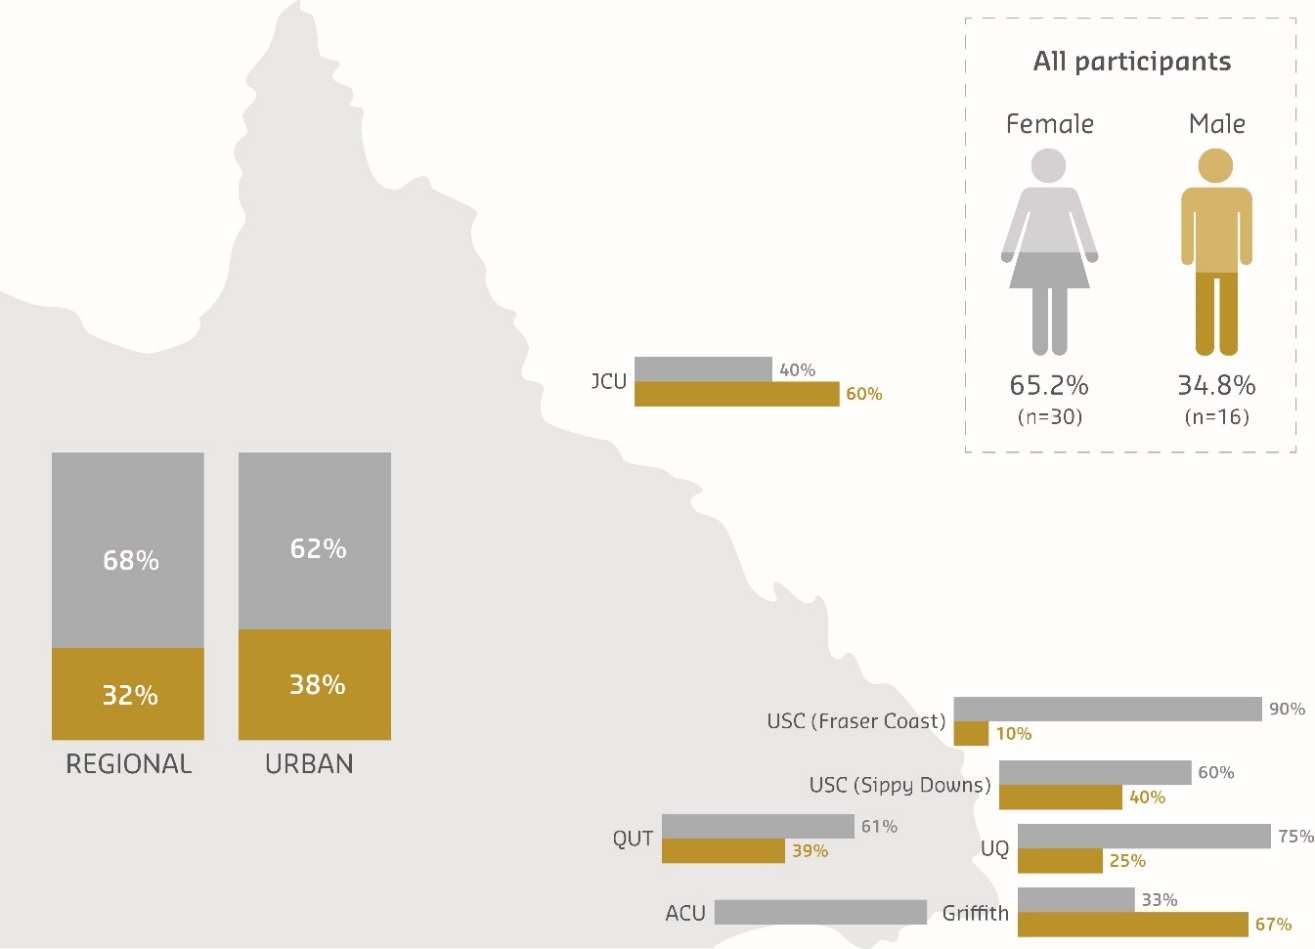 All participants
Female Male
65.2% 34.8%
(n=30) (n=16)
JCU 40%
60%
68% 62%
32% 38%
REGIONAL URBAN
USC (Fraser Coast) 90%
10%
USC (Sippy Downs) 60%
40%
QUT 61%
39%
UQ 75%
25%
ACU
Griffith 33%
67%